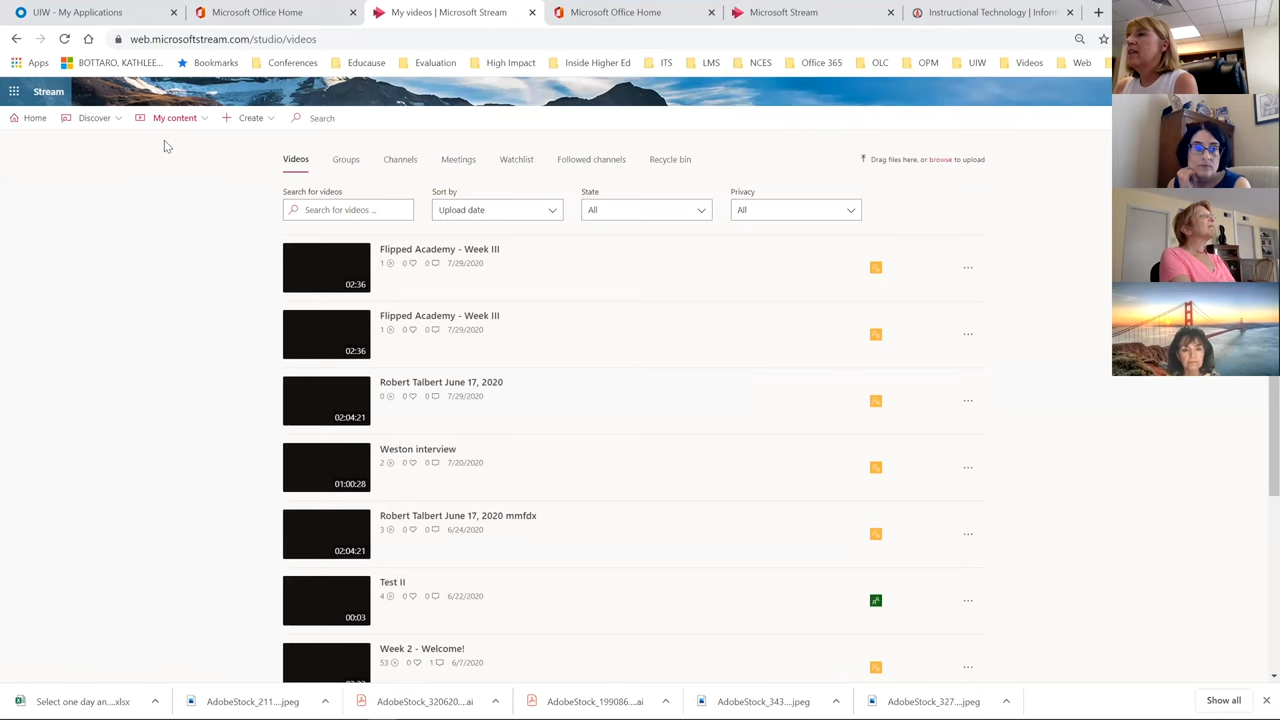 UIW - My Applications
Microsoft Office Home
My videos | Microsoft Stream
Microsoft Office Home
Microsoft Stream
Instructional Technology | Inform
web.microsoftstream.com/studio/videos
Apps
BOTTARO, KATHLEE...
Bookmarks
Conferences
Educause
Evaluation
High Impact
Inside Higher Ed
ITS
LMS
NCES
Office 365
OLC
OPM
UIW
Videos
Web
Stream
Home
Discover
My content
Create
Search
Videos
Groups
Channels
Meetings
Watchlist
Followed channels
Recycle bin
Drag files here, or browse to upload
Search for videos
Sort by
State
Privacy
Search for videos ...
Upload date
All
All
Flipped Academy - Week III
1 0 0 7/29/2020
02:36
Flipped Academy - Week III
1 0 0 7/29/2020
02:36
Robert Talbert June 17, 2020
0 0 0 7/29/2020
02:04:21
Weston interview
2 0 0 7/20/2020
01:00:28
Robert Talbert June 17, 2020 mmfdx
3 0 0 6/24/2020
02:04:21
Test II
4 0 0 6/22/2020
00:03
Week 2 - Welcome!
53 0 1 6/7/2020
Select one day an....xlsx
AdobeStock_211....jpeg
AdobeStock_320620....ai
AdobeStock_199086....ai
AdobeStock_343....jpeg
AdobeStock_327....jpeg
Show all